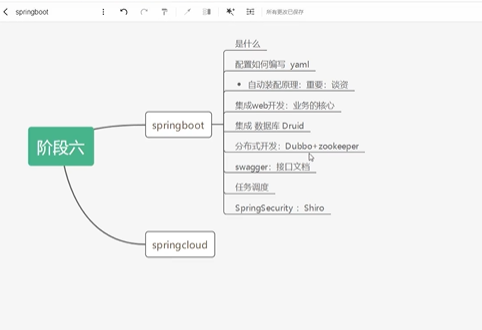 springboot
所有更改已保存
是什么
配置如何编写 yaml
• 自动装配原理：重要：谈资
集成web开发：业务的核心
集成 数据库 Druid
分布式开发：Dubbo+zookeeper
swagger：接口文档
任务调度
SpringSecurity ：Shiro
springboot
阶段六
springcloud